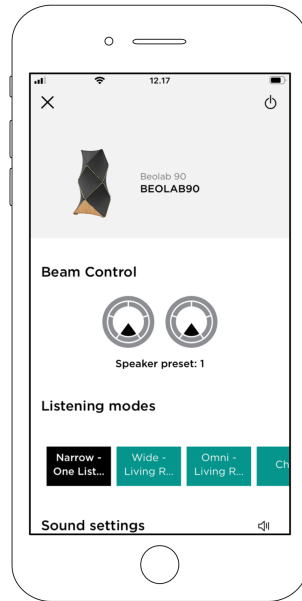 12.17
Beolab 90
BEOLAB90
Beam Control
Speaker preset: 1
Listening modes
Narrow -
One List...
Wide -
Living R...
Omni -
Living R...
Ch
Sound settings